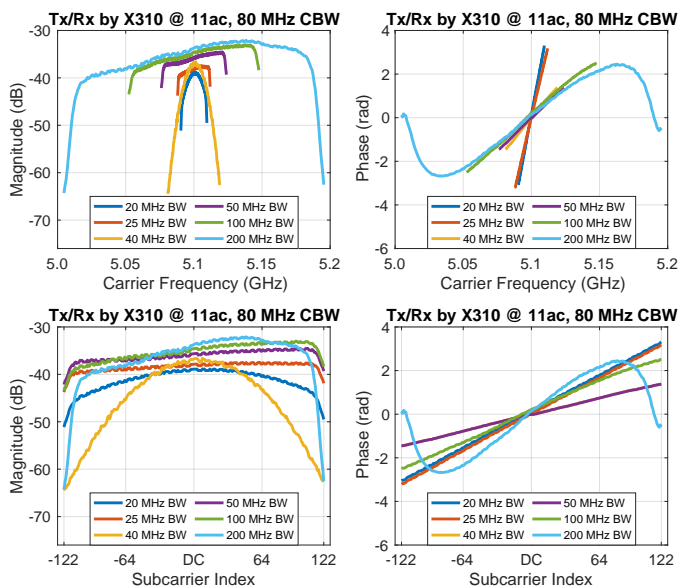 Tx/Rx by X310 @ 11ac, 80 MHz CBW
-30
-40
-50
-60
-70
Magnitude (dB)
20 MHz BW
25 MHz BW
40 MHz BW
50 MHz BW
100 MHz BW
200 MHz BW
5.0
5.05
5.1
5.15
5.2
Carrier Frequency (GHz)
Tx/Rx by X310 @ 11ac, 80 MHz CBW
4
2
0
-2
-4
-6
Phase (rad)
20 MHz BW
25 MHz BW
40 MHz BW
50 MHz BW
100 MHz BW
200 MHz BW
5.0
5.05
5.1
5.15
5.2
Carrier Frequency (GHz)
Tx/Rx by X310 @ 11ac, 80 MHz CBW
-30
-40
-50
-60
-70
Magnitude (dB)
20 MHz BW
25 MHz BW
40 MHz BW
50 MHz BW
100 MHz BW
200 MHz BW
-122
-64
DC
64
122
Subcarrier Index
Tx/Rx by X310 @ 11ac, 80 MHz CBW
4
2
0
-2
-4
-6
Phase (rad)
20 MHz BW
25 MHz BW
40 MHz BW
50 MHz BW
100 MHz BW
200 MHz BW
-122
-64
DC
64
122
Subcarrier Index